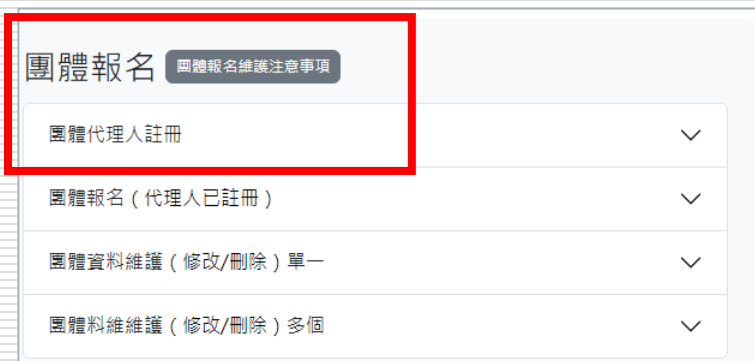 團體報名 團體報名維護注意事項
團體代理人註冊
團體報名（代理人已註冊）
團體資料維護（修改/刪除）單一
團體料維維護（修改/刪除）多個